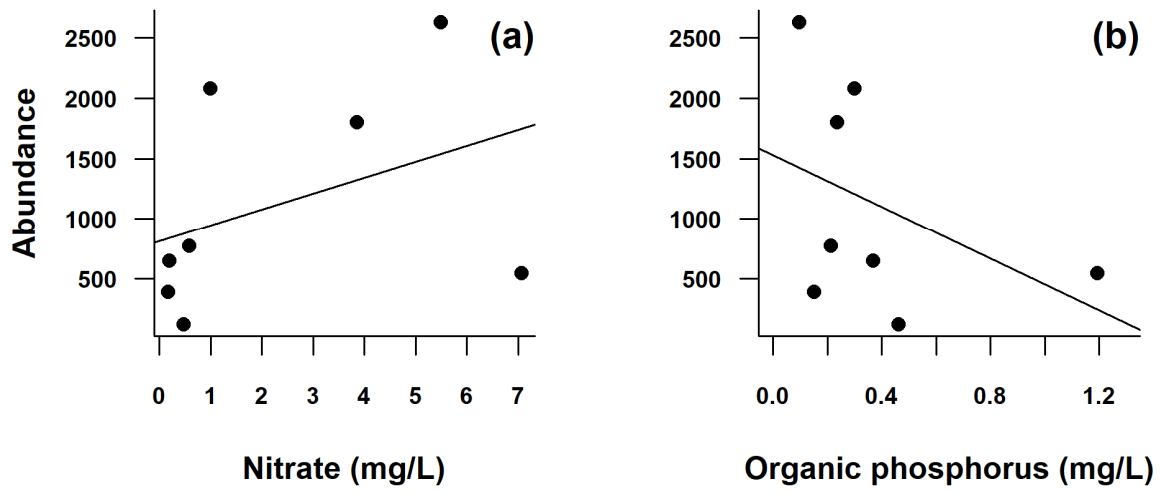 (a)
2500
2000
1500
1000
500
Abundance
0 1 2 3 4 5 6 7
Nitrate (mg/L)
(b)
2500
2000
1500
1000
500
0.0 0.4 0.8 1.2
Organic phosphorus (mg/L)